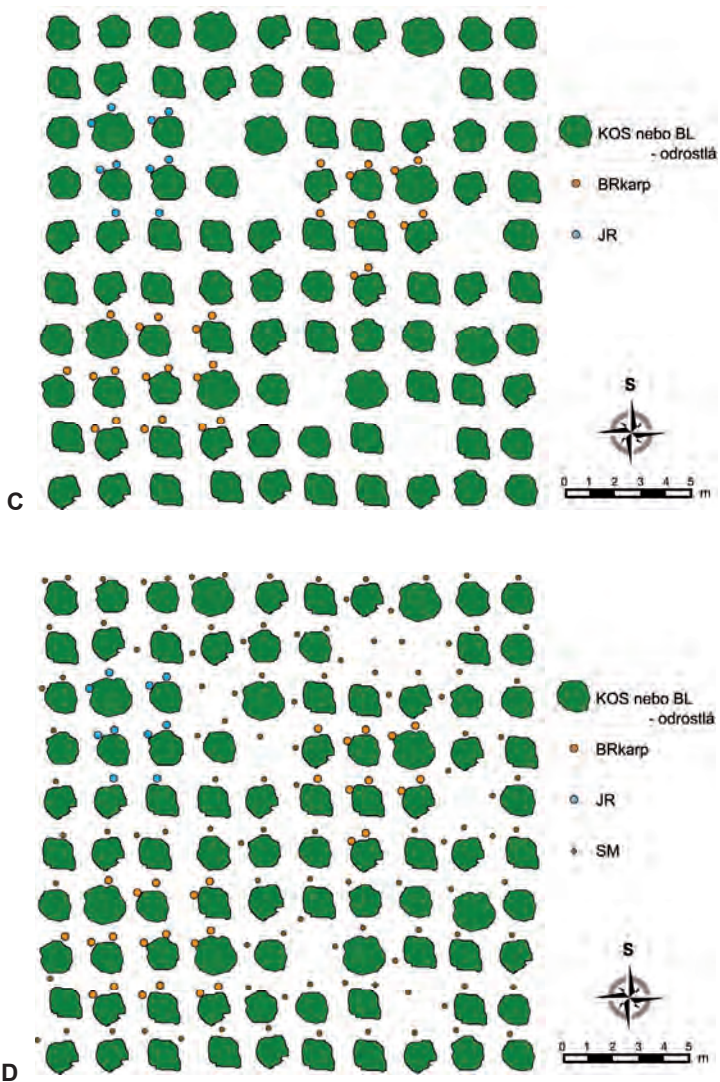 KOS nebo BL
- odrostlá
BRkarp
JR
S
0 1 2 3 4 5
m
C
KOS nebo BL
- odrostlá
BRkarp
JR
SM
S
0 1 2 3 4 5
m
D